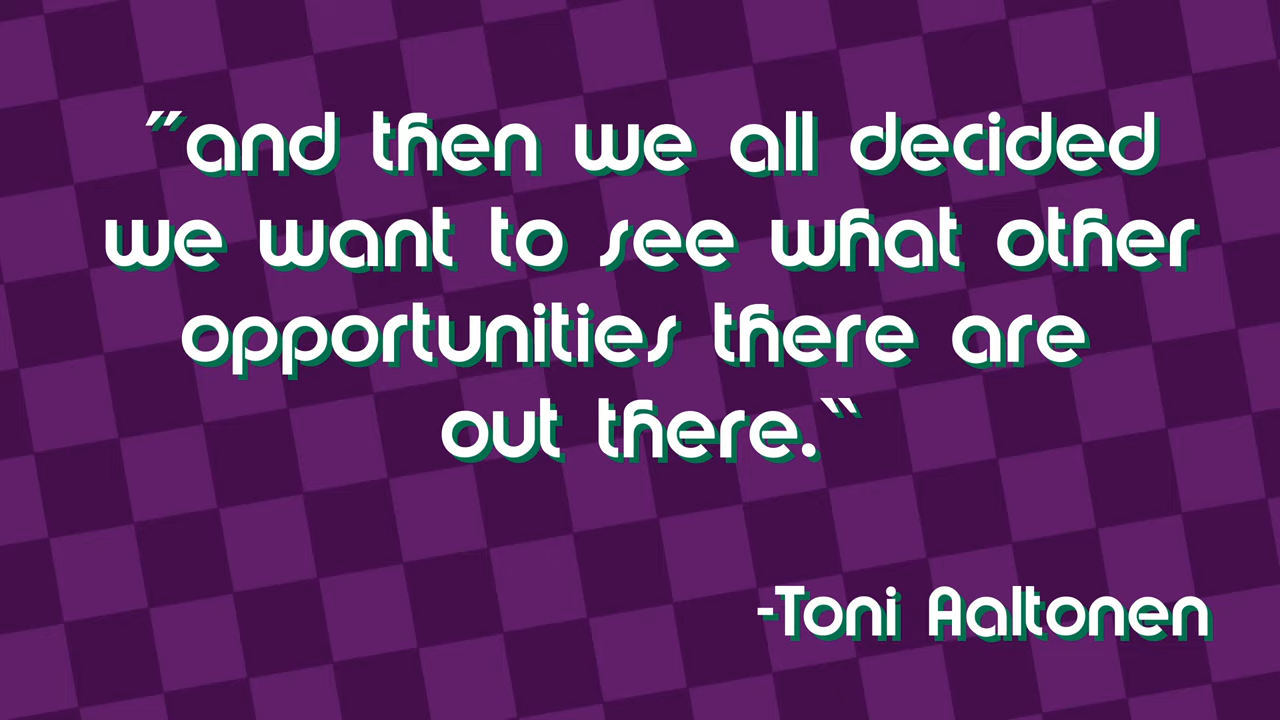 "and then we all decided
we want to see what other
opportunities there are
out there."
-Toni Aaltonen